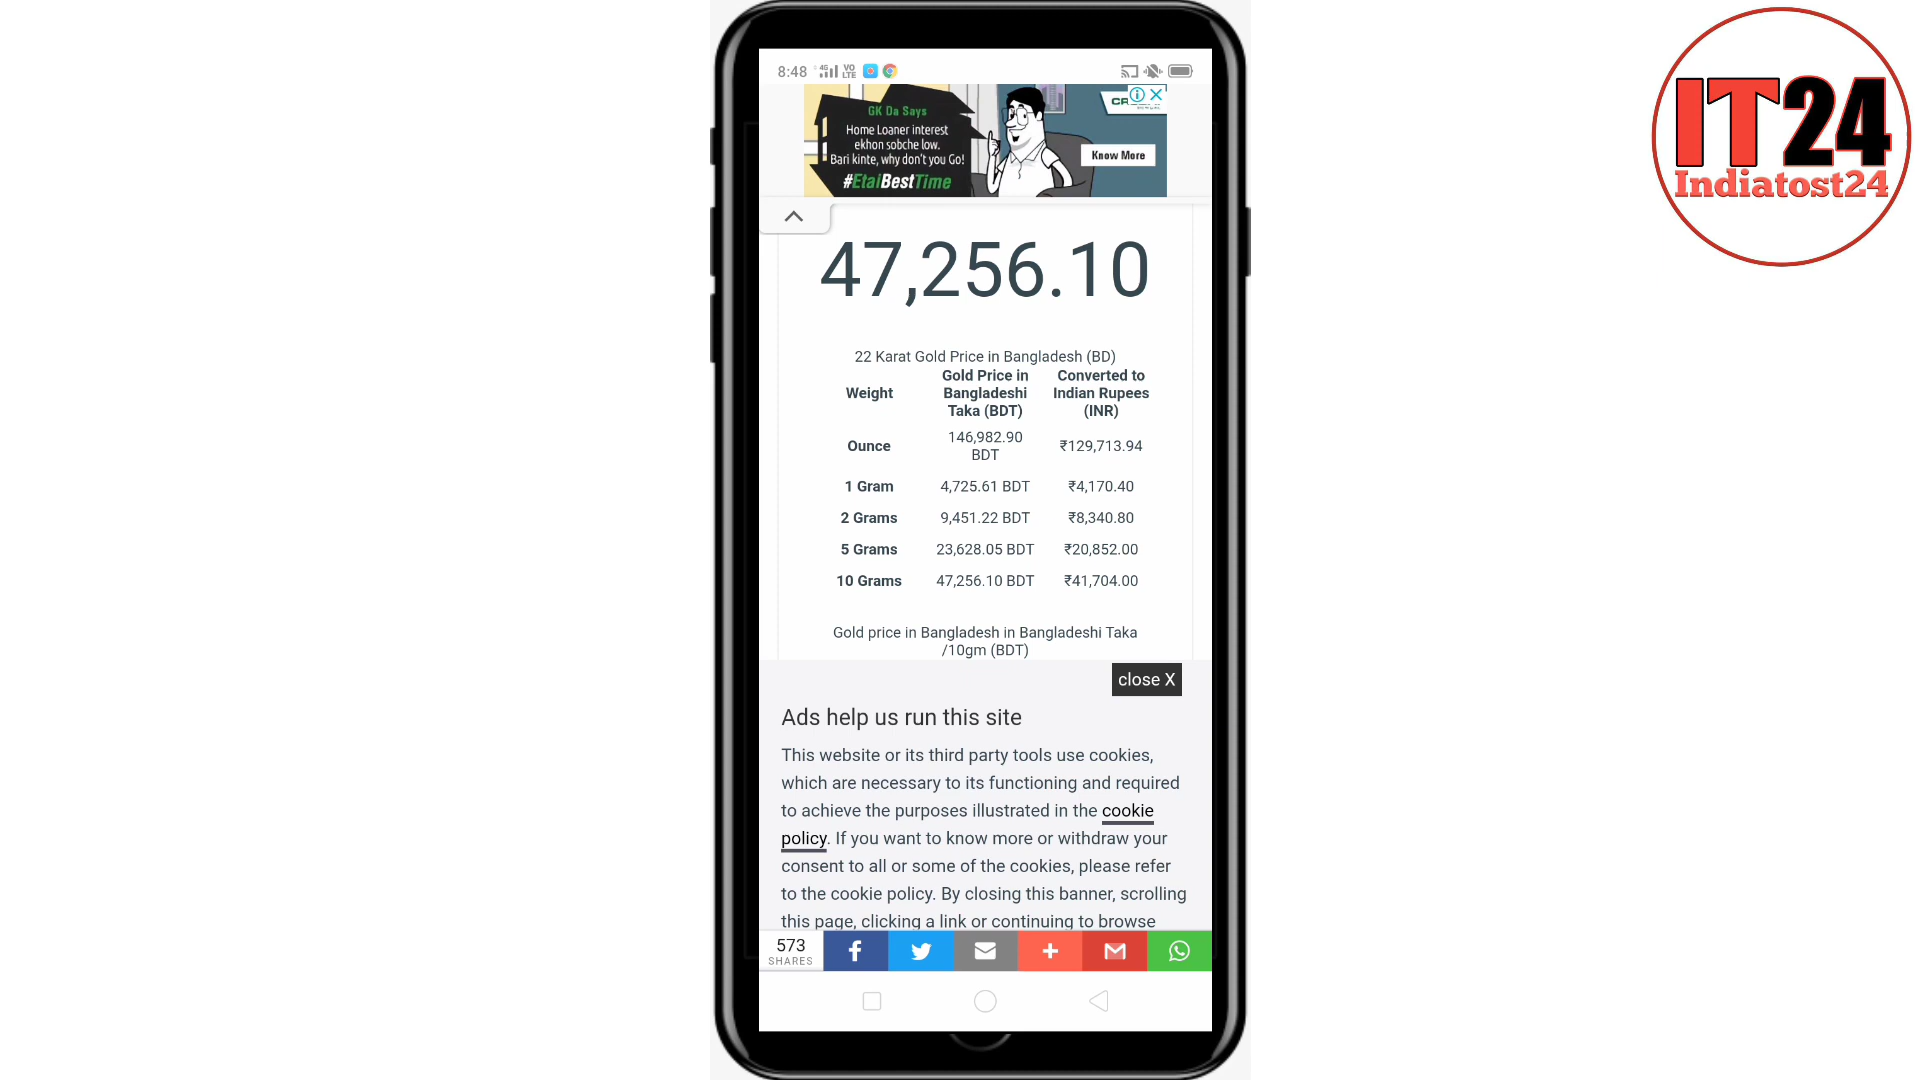 8:48 4G VO LTE
GK Da Says
Home Loaner interest
ekhon sobche low.
Bari kinte, why don't you Go!
#EtaiBestTime
Know More
47,256.10
22 Karat Gold Price in Bangladesh (BD)
Weight Gold Price in Bangladeshi Taka (BDT) Converted to Indian Rupees (INR)
Ounce 146,982.90 BDT ₹129,713.94
1 Gram 4,725.61 BDT ₹4,170.40
2 Grams 9,451.22 BDT ₹8,340.80
5 Grams 23,628.05 BDT ₹20,852.00
10 Grams 47,256.10 BDT ₹41,704.00
Gold price in Bangladesh in Bangladeshi Taka
/10gm (BDT)
close X
Ads help us run this site
This website or its third party tools use cookies,
which are necessary to its functioning and required
to achieve the purposes illustrated in the cookie
policy. If you want to know more or withdraw your
consent to all or some of the cookies, please refer
to the cookie policy. By closing this banner, scrolling
this page, clicking a link or continuing to browse
573
SHARES
IT24
Indiatost24